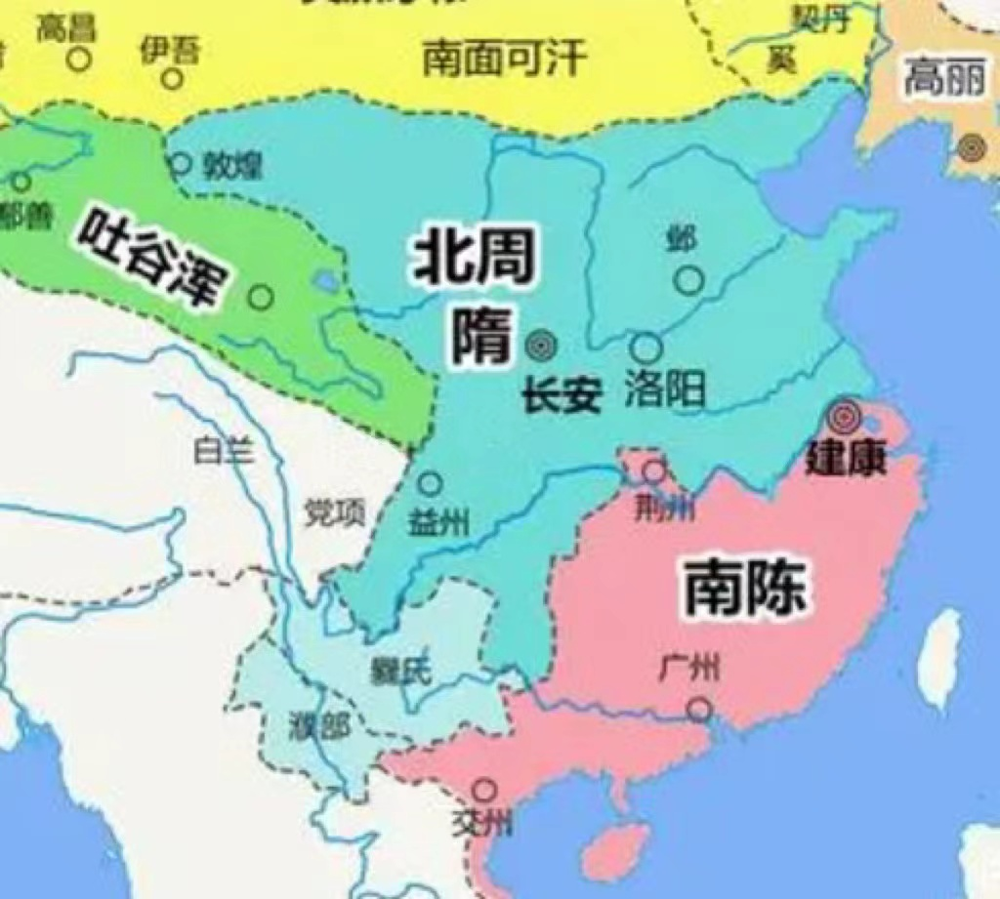 高昌
伊吾
南面可汗
契丹
奚
高丽
敦煌
鄯善
吐谷浑
北周
隋
邺
长安
洛阳
建康
白兰
党项
益州
荆州
南陈
爨氏
广州
濮部
交州